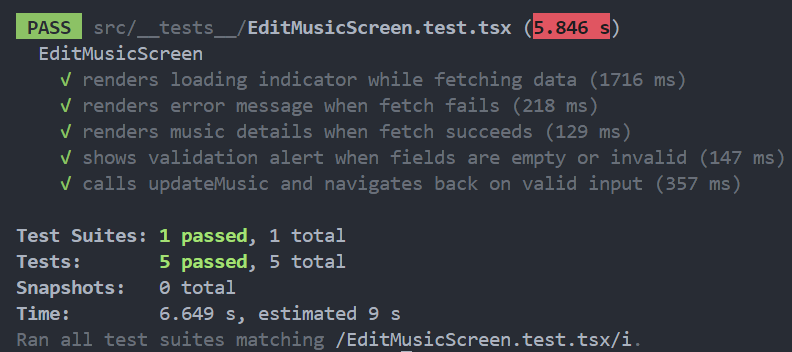 PASS src/__tests__/EditMusicScreen.test.tsx (5.846 s)
EditMusicScreen
√ renders loading indicator while fetching data (1716 ms)
√ renders error message when fetch fails (218 ms)
√ renders music details when fetch succeeds (129 ms)
√ shows validation alert when fields are empty or invalid (147 ms)
√ calls updateMusic and navigates back on valid input (357 ms)
Test Suites: 1 passed, 1 total
Tests: 5 passed, 5 total
Snapshots: 0 total
Time: 6.649 s, estimated 9 s
Ran all test suites matching /EditMusicScreen.test.tsx/i.